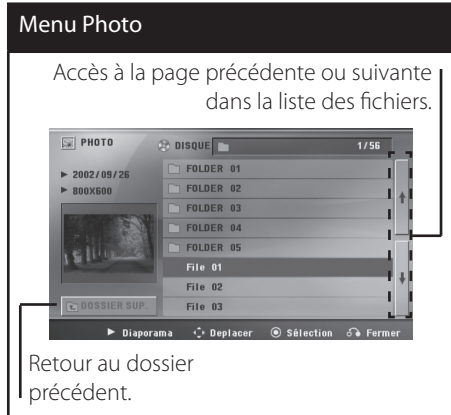 Menu Photo
Accès à la page précédente ou suivante
dans la liste des fichiers.
PHOTO
DISQUE
1/56
2002/09/26
800X600
FOLDER 01
FOLDER 02
FOLDER 03
FOLDER 04
FOLDER 05
File 01
File 02
File 03
DOSSIER SUP.
Diaporama Deplacer Sélection Fermer
Retour au dossier
précédent.